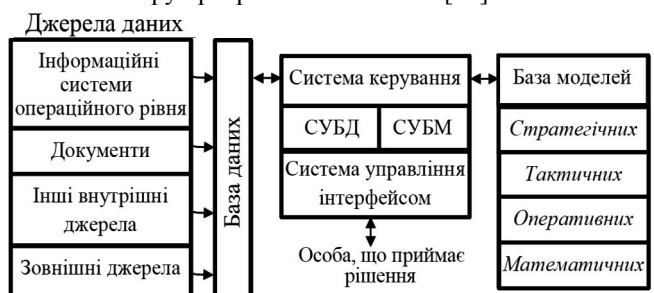 Джерела даних
Інформаційні
системи
операційного рівня
Документи
Інші внутрішні
джерела
Зовнішні джерела
База даних
Система керування
СУБД
СУБМ
Система управління
інтерфейсом
Особа, що приймає
рішення
База моделей
Стратегічних
Тактичних
Оперативних
Математичних